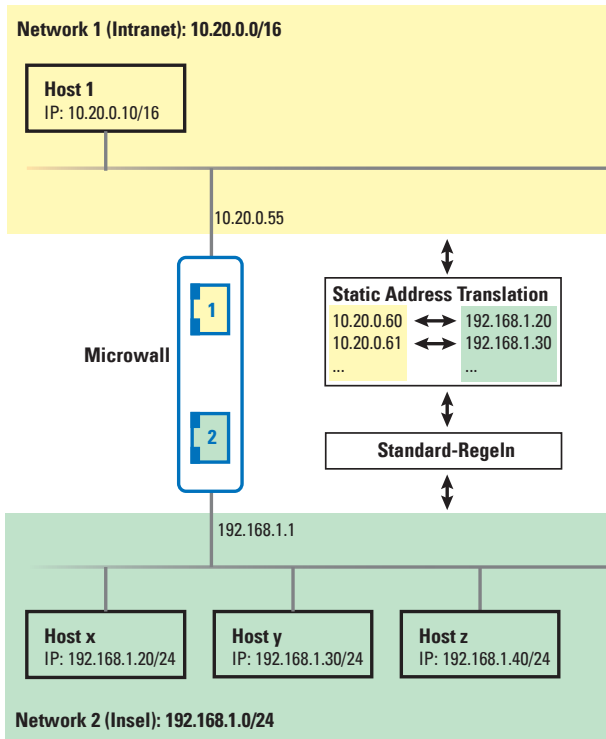 Network 1 (Intranet): 10.20.0.0/16
Host 1
IP: 10.20.0.10/16
10.20.0.55
Microwall
1
2
Static Address Translation
10.20.0.60 192.168.1.20
10.20.0.61 192.168.1.30
... ...
Standard-Regeln
192.168.1.1
Host x
IP: 192.168.1.20/24
Host y
IP: 192.168.1.30/24
Host z
IP: 192.168.1.40/24
Network 2 (Insel): 192.168.1.0/24